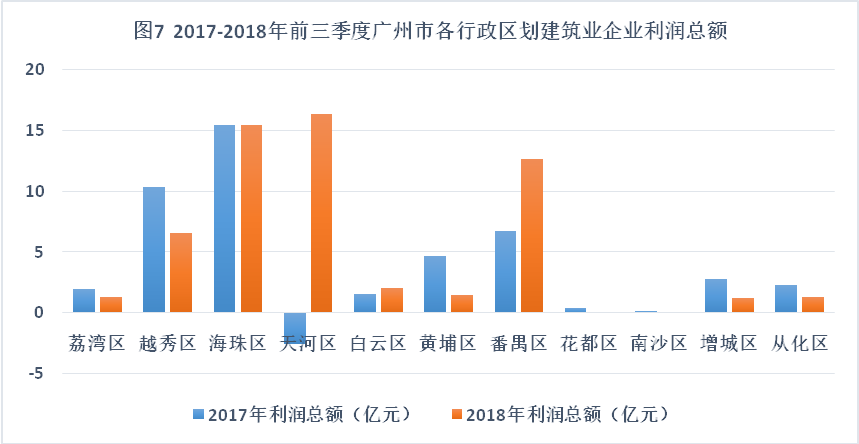 图7 2017-2018年前三季度广州市各行政区划建筑业企业利润总额
20
15
10
5
0
-5
荔湾区 越秀区 海珠区 天河区 白云区 黄埔区 番禺区 花都区 南沙区 增城区 从化区
2017年利润总额（亿元） 2018年利润总额（亿元）